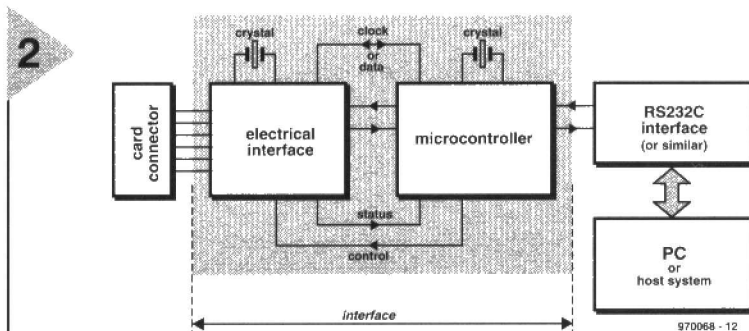 2
crystal
clock
or
data
crystal
card
connector
electrical
interface
microcontroller
RS232C
interface
(or similar)
status
control
PC
or
host system
interface
970068 - 12